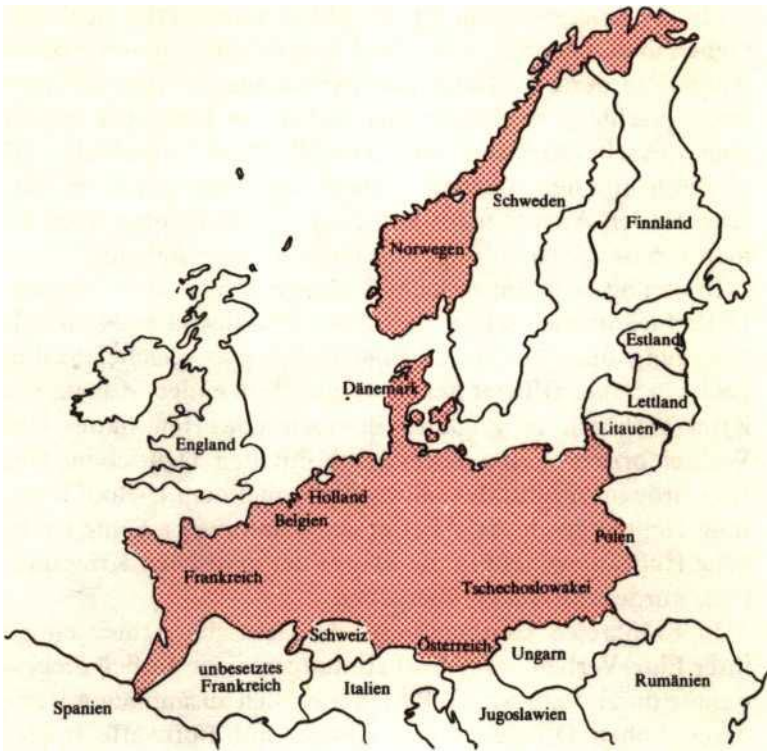 Schweden
Finnland
Norwegen
Estland
Dänemark
Lettland
Litauen
England
Holland
Belgien
Polen
Frankreich
Tschechoslowakei
Schweiz
Österreich
Ungarn
unbesetztes
Frankreich
Italien
Rumänien
Spanien
Jugoslawien